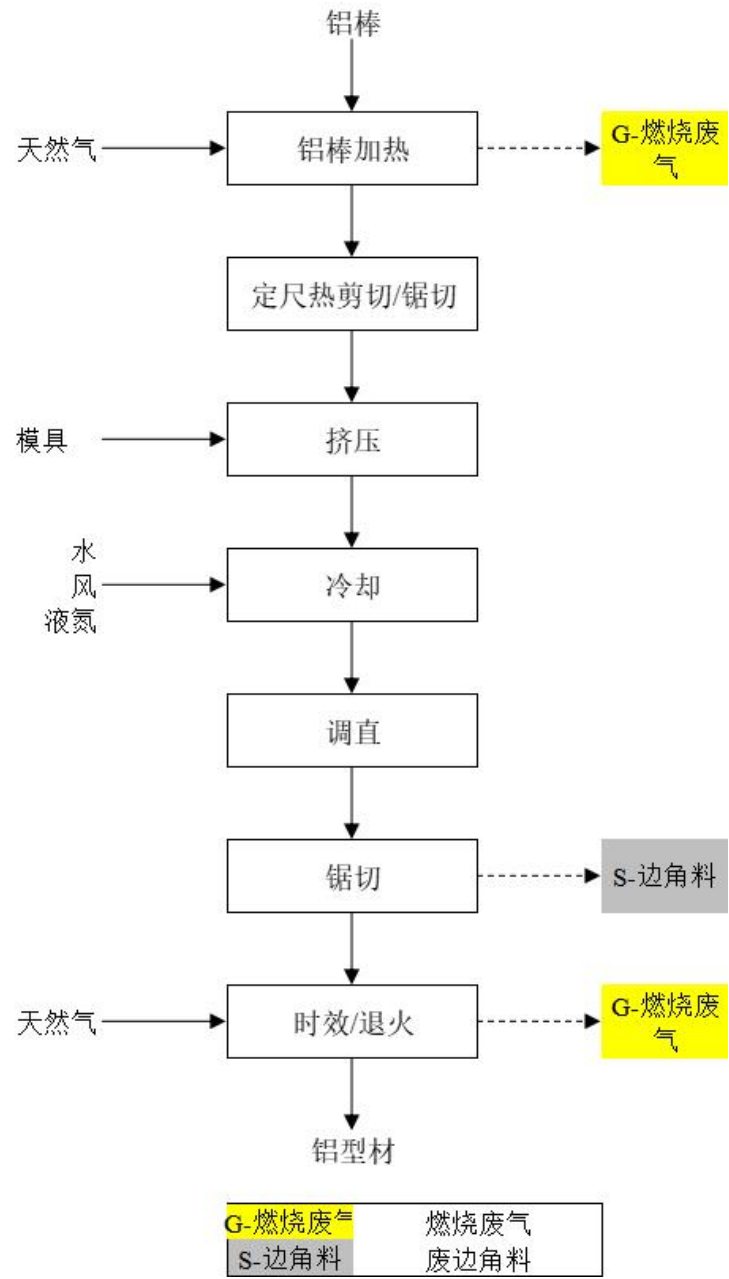 铝棒
天然气
铝棒加热
G-燃烧废
气
定尺热剪切/锯切
模具
挤压
水
风
液氮
冷却
调直
锯切
S-边角料
天然气
时效/退火
G-燃烧废
气
铝型材
G-燃烧废气 燃烧废气
S-边角料 废边角料